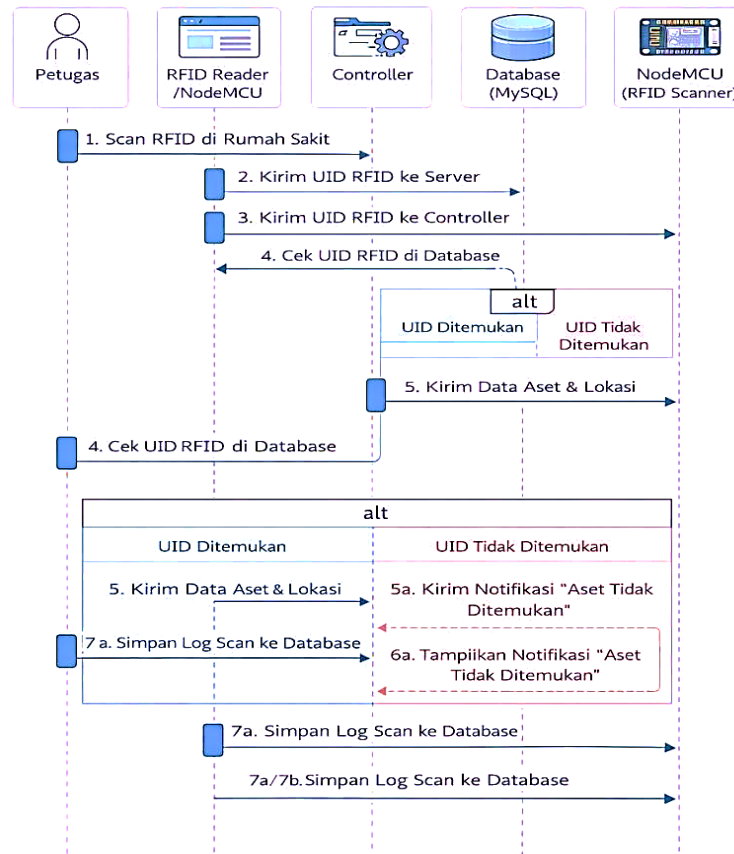 Petugas
RFID Reader
/NodeMCU
Controller
Database
(MySQL)
NodeMCU
(RFID Scanner)
1. Scan RFID di Rumah Sakit
2. Kirim UID RFID ke Server
3. Kirim UID RFID ke Controller
4. Cek UID RFID di Database
alt
UID Ditemukan
UID Tidak
Ditemukan
5. Kirim Data Aset & Lokasi
4. Cek UID RFID di Database
alt
UID Ditemukan
UID Tidak Ditemukan
5. Kirim Data Aset & Lokasi
5a. Kirim Notifikasi "Aset Tidak
Ditemukan"
7 a. Simpan Log Scan ke Database
6a. Tampiikan Notifikasi "Aset
Tidak Ditemukan"
7a. Simpan Log Scan ke Database
7a/7b. Simpan Log Scan ke Database